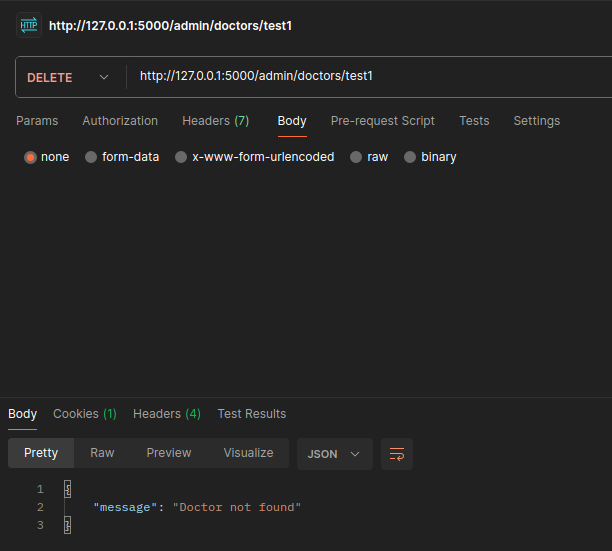 HTTP http://127.0.0.1:5000/admin/doctors/test1
DELETE http://127.0.0.1:5000/admin/doctors/test1
Params Authorization Headers (7) Body Pre-request Script Tests Settings
none form-data x-www-form-urlencoded raw binary
Body Cookies (1) Headers (4) Test Results
Pretty Raw Preview Visualize JSON
1 {
2 "message": "Doctor not found"
3 }